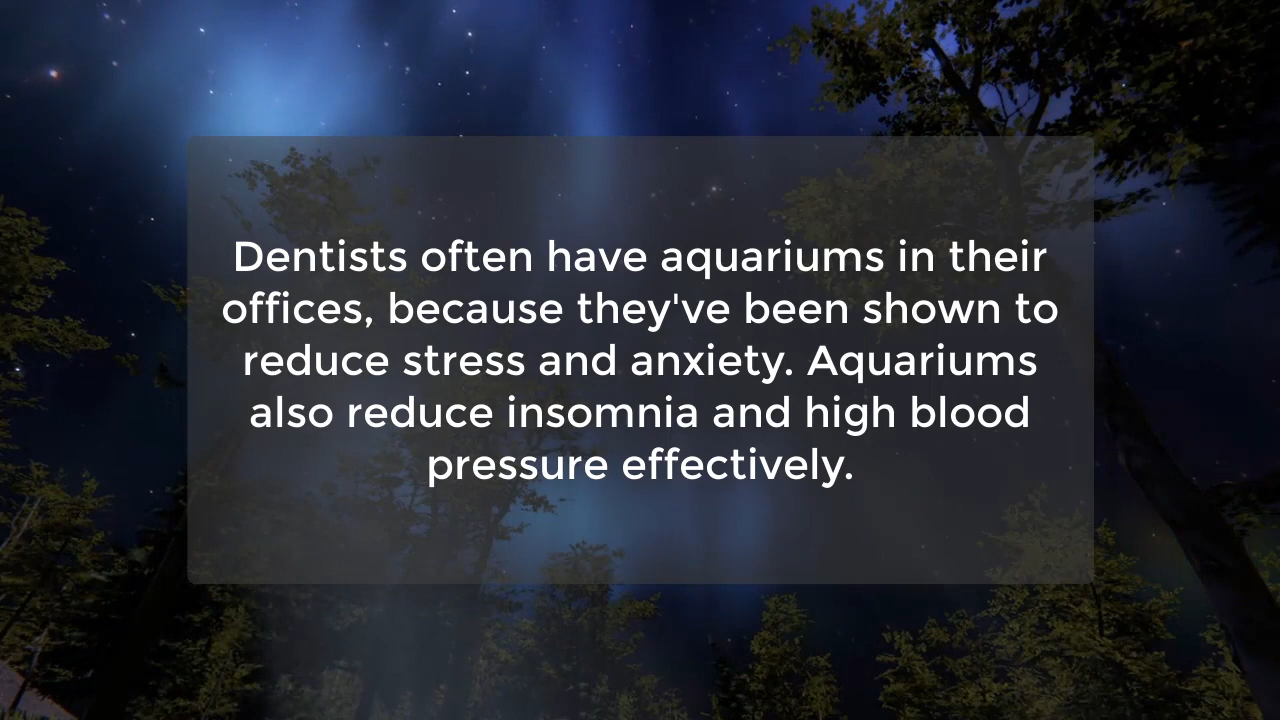 Dentists often have aquariums in their
offices, because they've been shown to
reduce stress and anxiety. Aquariums
also reduce insomnia and high blood
pressure effectively.